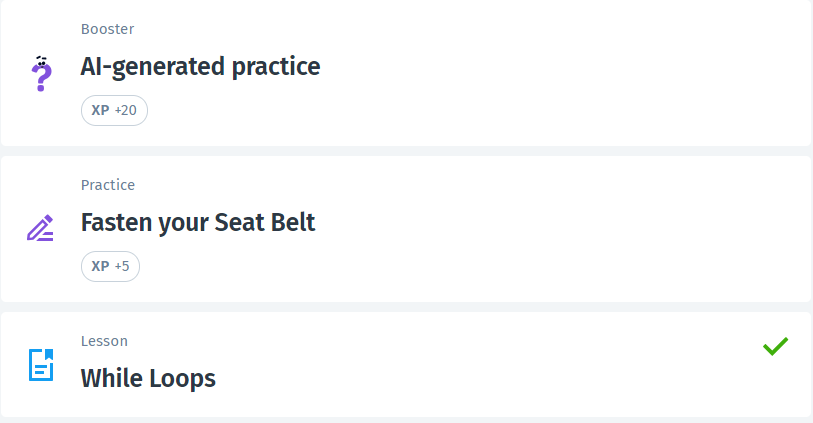 Booster
AI-generated practice
XP +20
Practice
Fasten your Seat Belt
XP +5
Lesson
While Loops